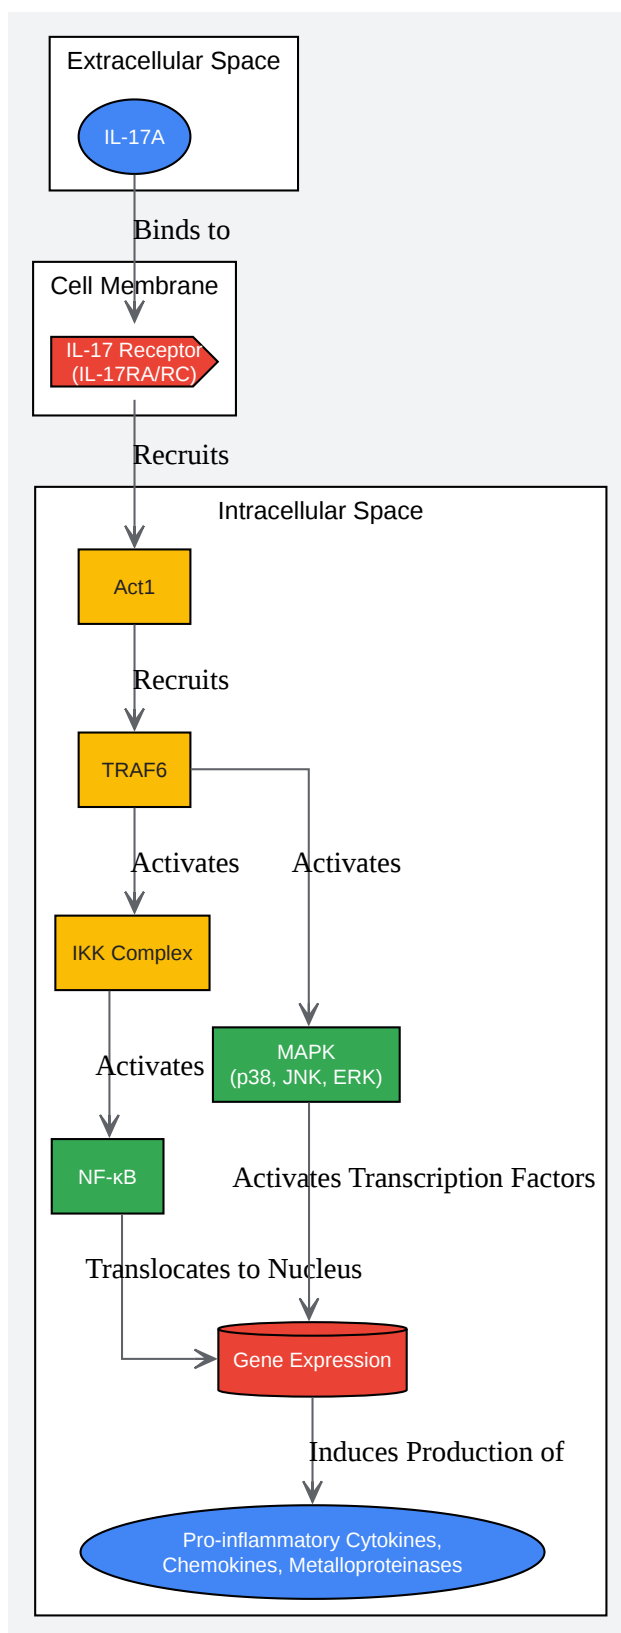 Extracellular Space
IL-17A
Binds to
Cell Membrane
IL-17 Receptor
(IL-17RA/RC)
Recruits
Intracellular Space
Act1
Recruits
TRAF6
Activates
Activates
IKK Complex
MAPK
(p38, JNK, ERK)
Activates
NF-κB
Activates Transcription Factors
Translocates to Nucleus
Gene Expression
Induces Production of
Pro-inflammatory Cytokines,
Chemokines, Metalloproteinases